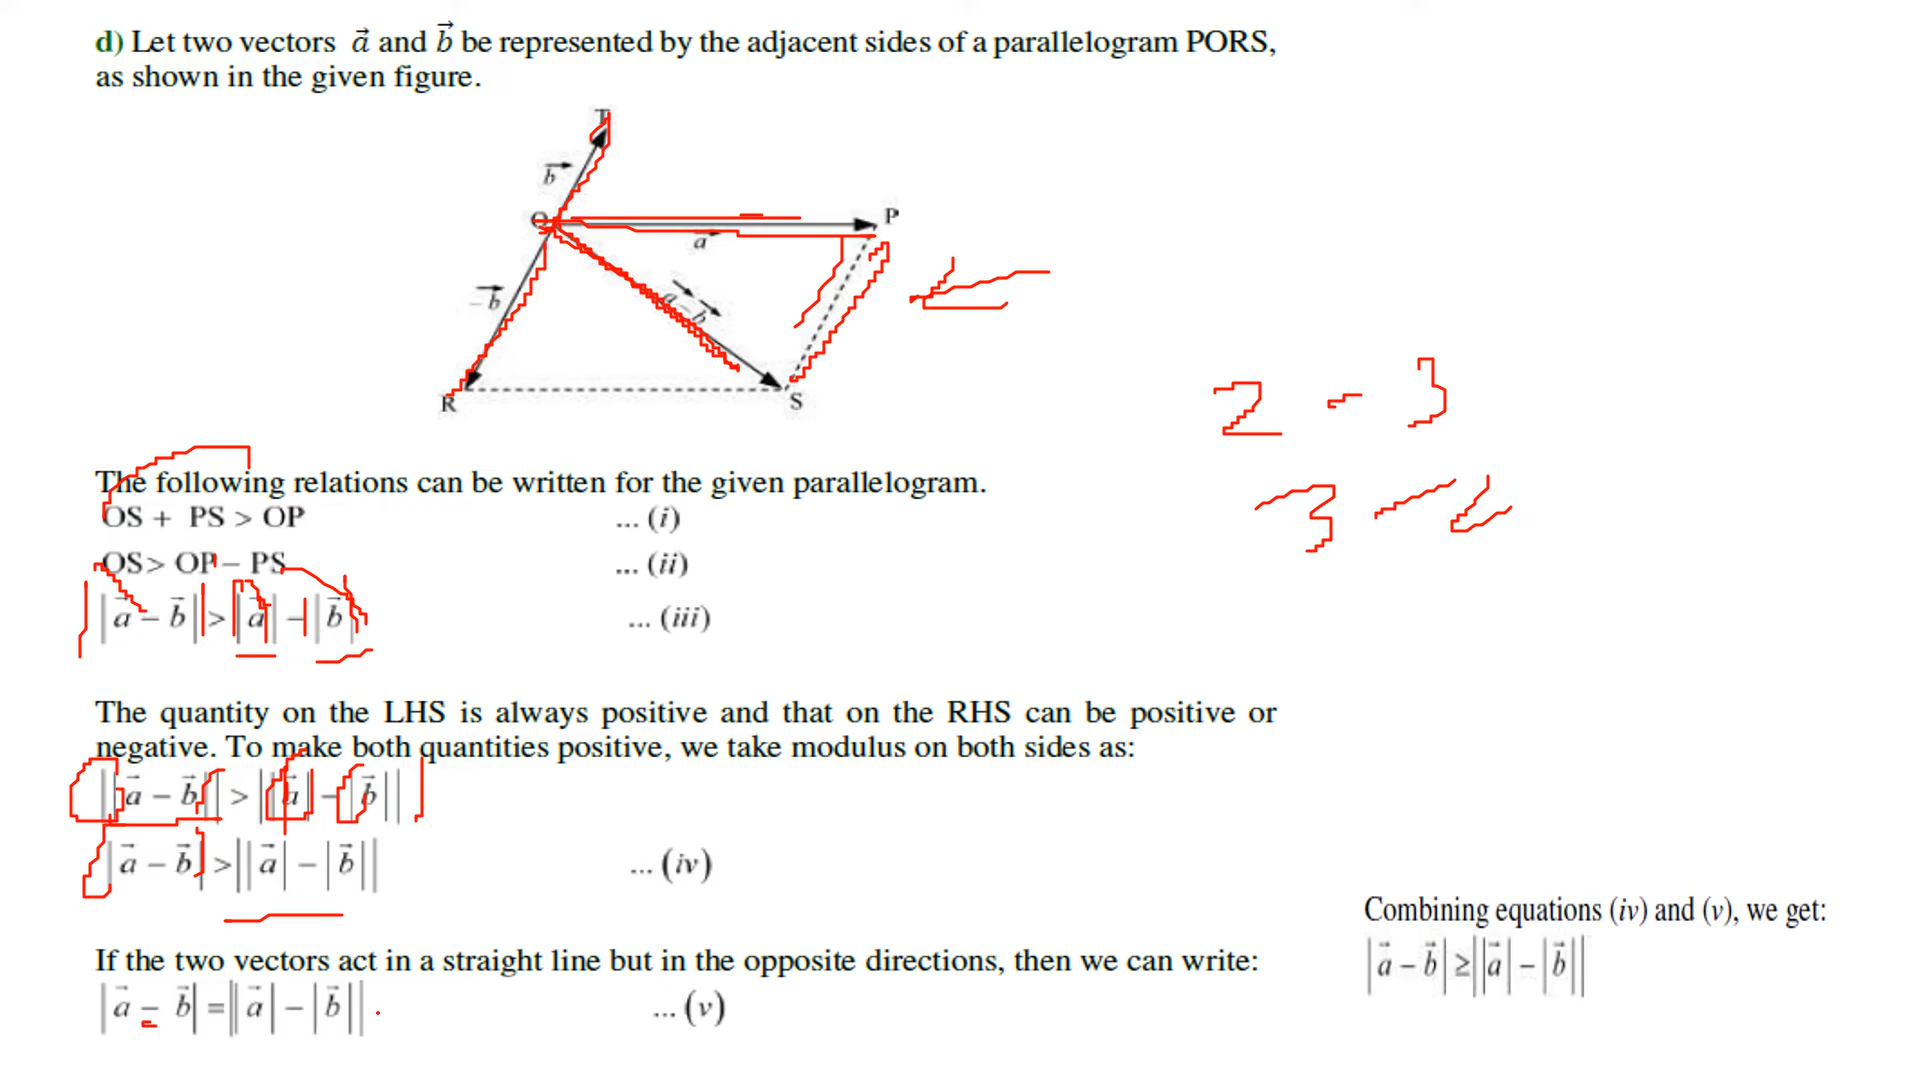 d) Let two vectors a⃗ and b⃗ be represented by the adjacent sides of a parallelogram PORS,
as shown in the given figure.
T
b⃗
O
P
a⃗
−b⃗
a⃗ − b⃗
R
S
2 - 3
The following relations can be written for the given parallelogram.
3 -
OS + PS > OP ... (i)
OS> OP – PS ... (ii)
|a⃗ − b⃗| > |a⃗| − |b⃗| ... (iii)
The quantity on the LHS is always positive and that on the RHS can be positive or
negative. To make both quantities positive, we take modulus on both sides as:
||a⃗ − b⃗|| > ||a⃗| − |b⃗||
|a⃗ − b⃗| > ||a⃗| − |b⃗|| ... (iv)
If the two vectors act in a straight line but in the opposite directions, then we can write:
|a⃗ − b⃗| = ||a⃗| − |b⃗|| ... (v)
Combining equations (iv) and (v), we get:
|a⃗ − b⃗| ≥ ||a⃗| − |b⃗||